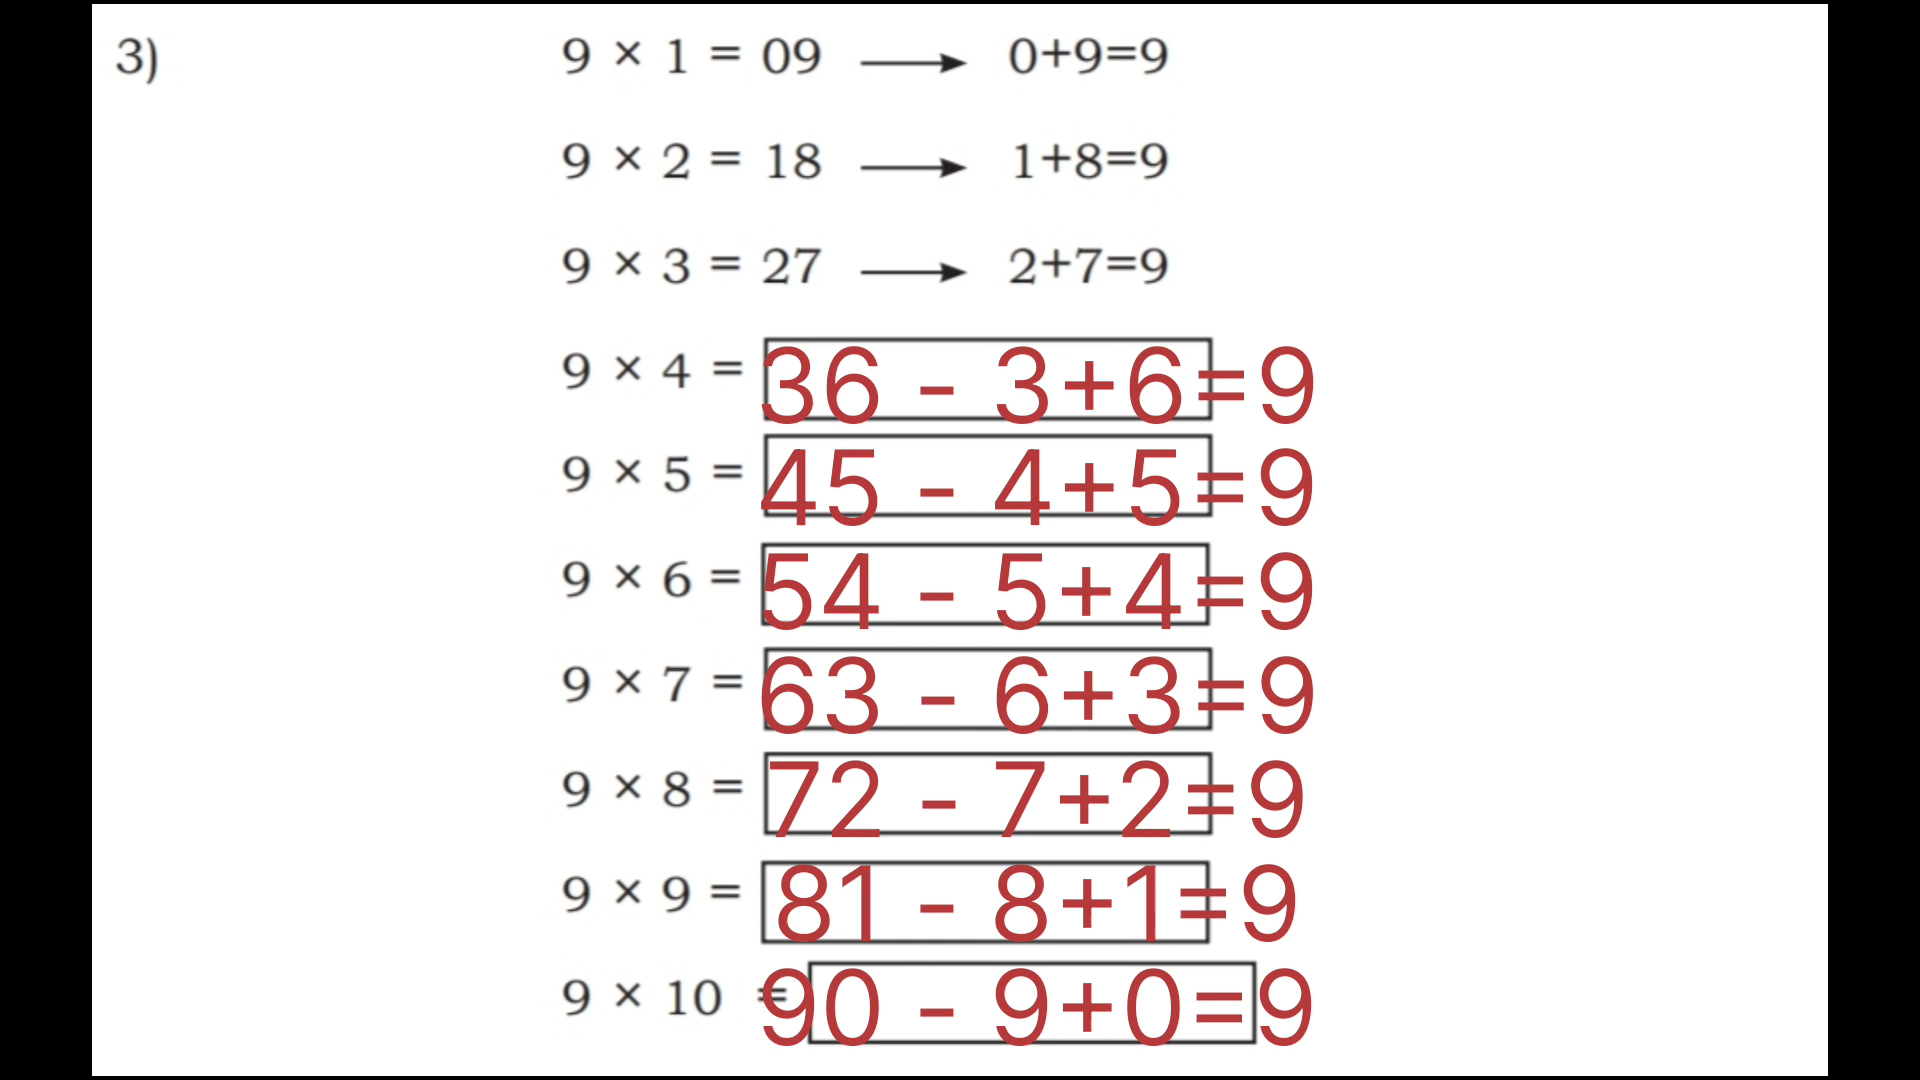 3) 9 × 1 = 09 → 0+9=9
9 × 2 = 18 → 1+8=9
9 × 3 = 27 → 2+7=9
9 × 4 = 36 - 3+6=9
9 × 5 = 45 - 4+5=9
9 × 6 = 54 - 5+4=9
9 × 7 = 63 - 6+3=9
9 × 8 = 72 - 7+2=9
9 × 9 = 81 - 8+1=9
9 × 10 = 90 - 9+0=9